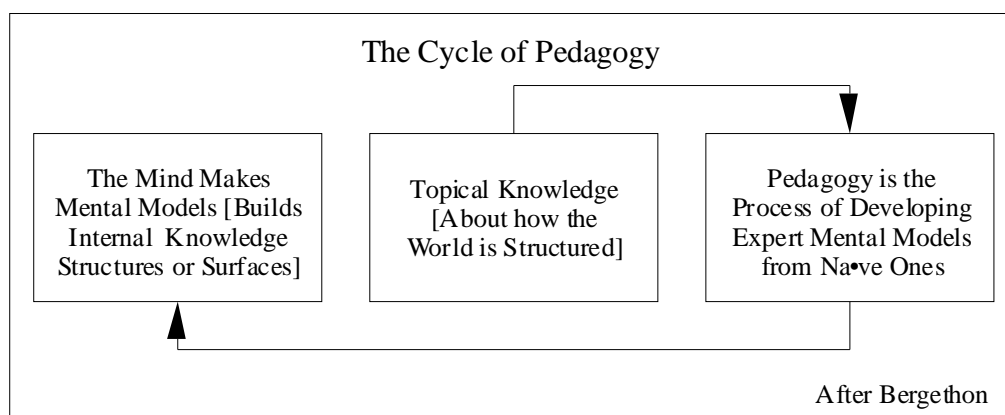 The Cycle of Pedagogy
The Mind Makes
Mental Models [Builds
Internal Knowledge
Structures or Surfaces]
Topical Knowledge
[About how the
World is Structured]
Pedagogy is the
Process of Developing
Expert Mental Models
from Na•ve Ones
After Bergethon